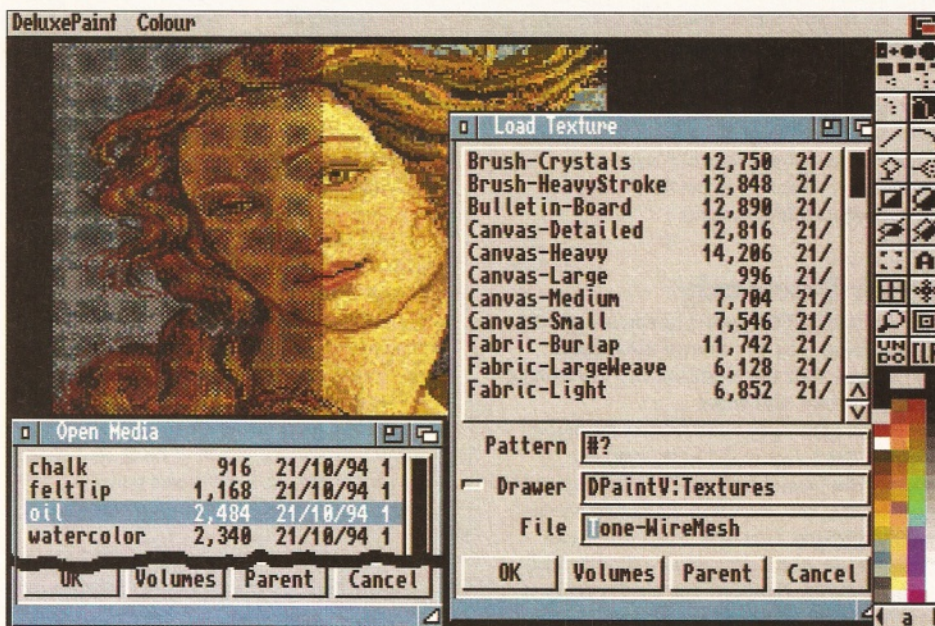 DeluxePaint Colour
Load Texture
Brush-Crystals 12,750 21/
Brush-HeavyStroke 12,848 21/
Bulletin-Board 12,890 21/
Canvas-Detailed 12,816 21/
Canvas-Heavy 14,206 21/
Canvas-Large 996 21/
Canvas-Medium 7,704 21/
Canvas-Small 7,546 21/
Fabric-Burlap 11,742 21/
Fabric-LargeWeave 6,128 21/
Fabric-Light 6,852 21/
Pattern #?
Drawer DPaintV:Textures
File Tone-WireMesh
OK Volumes Parent Cancel
Open Media
chalk 916 21/10/94 1
feltTip 1,168 21/10/94 1
oil 2,484 21/10/94 1
watercolor 2,340 21/10/94 1
OK Volumes Parent Cancel
A
UN
DO
a